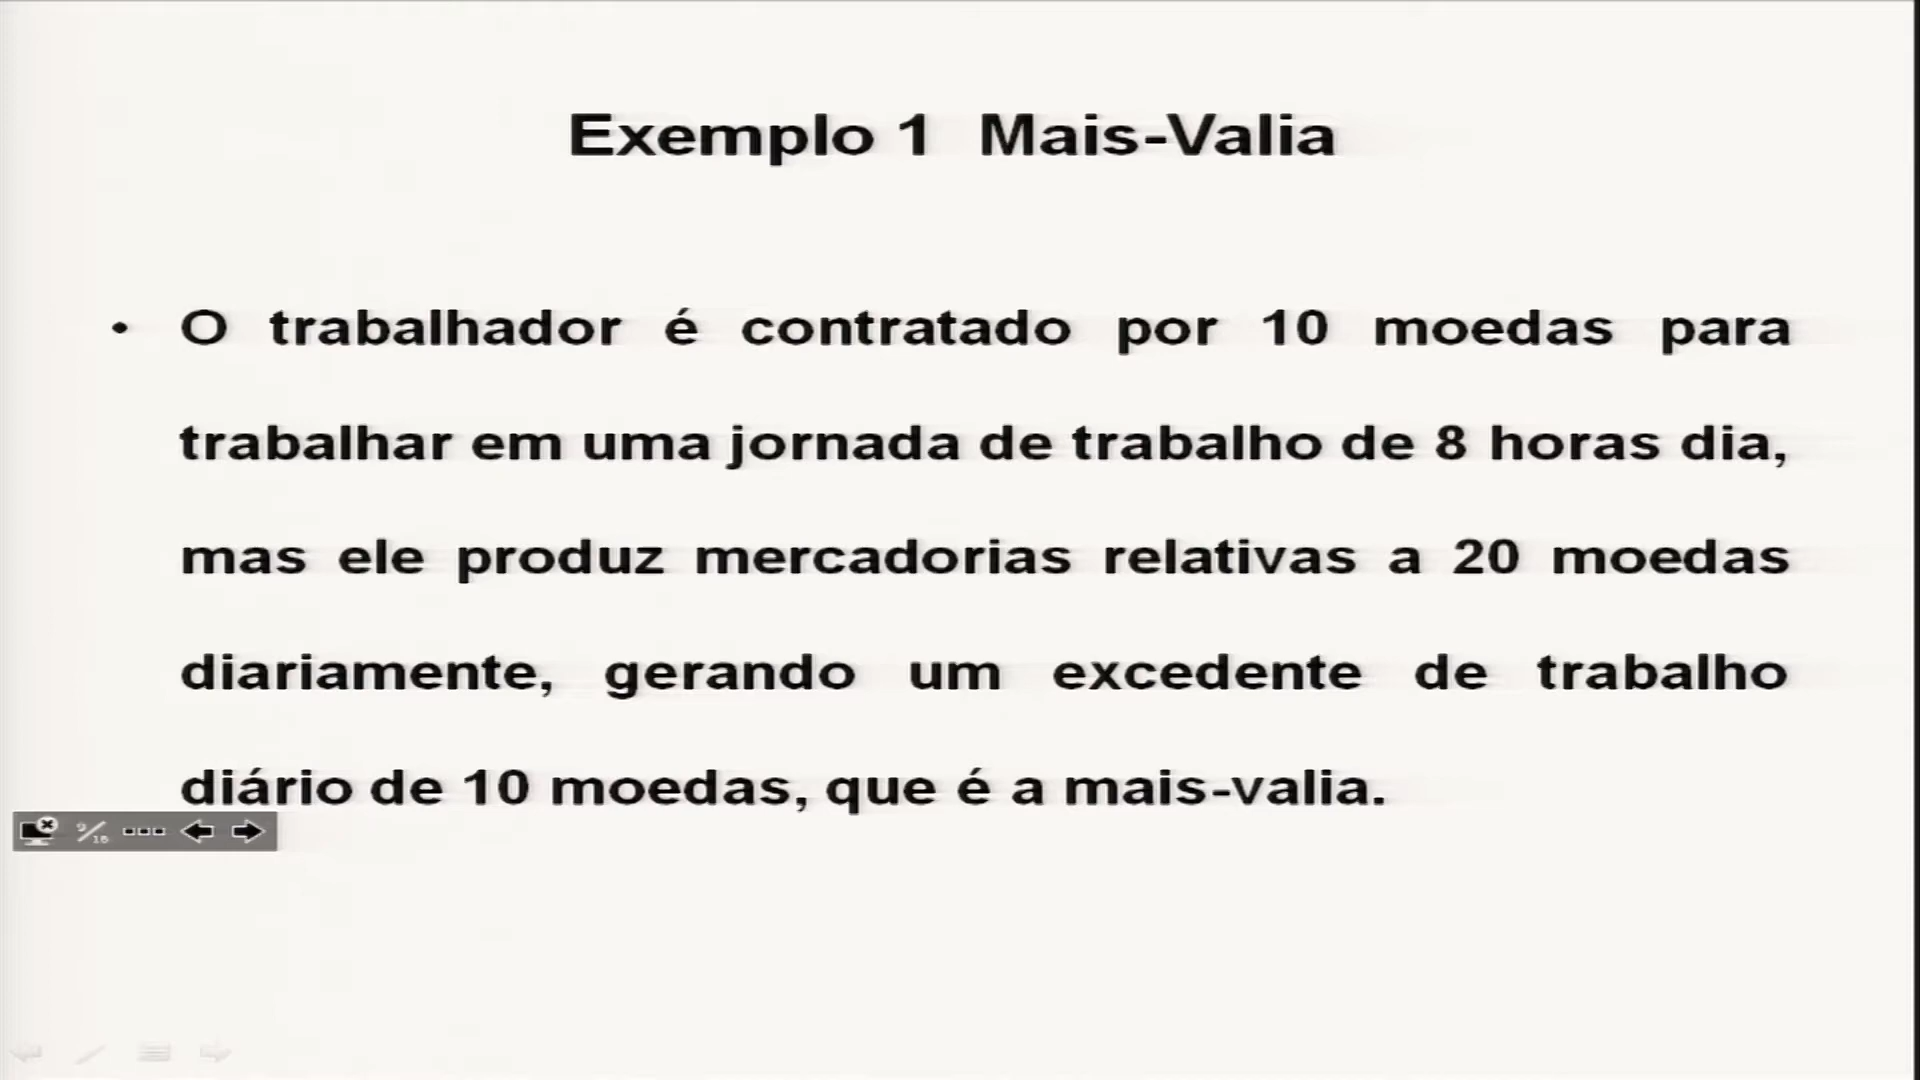 Exemplo 1 Mais-Valia
• O trabalhador é contratado por 10 moedas para
trabalhar em uma jornada de trabalho de 8 horas dia,
mas ele produz mercadorias relativas a 20 moedas
diariamente, gerando um excedente de trabalho
diário de 10 moedas, que é a mais-valia.
9/16